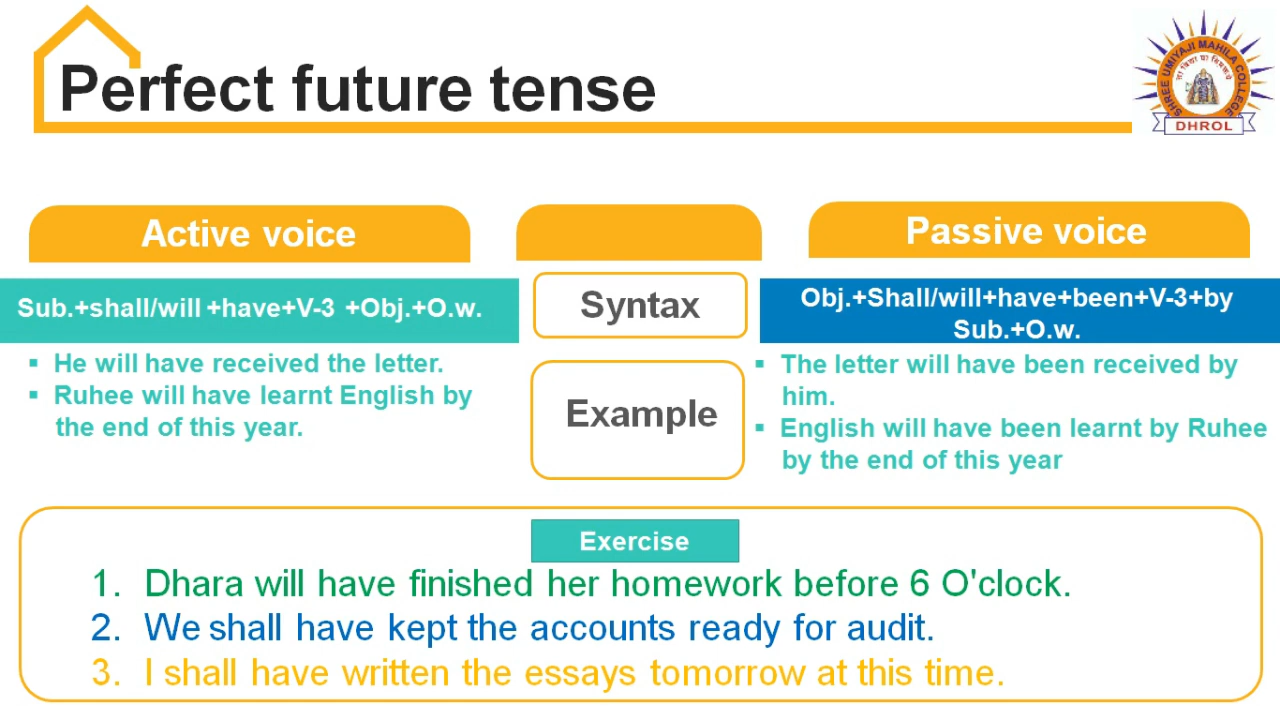 Perfect future tense
SHREE UMIYAJI MAHILA COLLEGE
DHROL
Active voice
Passive voice
Sub.+shall/will +have+V-3 +Obj.+O.w.
Syntax
Obj.+Shall/will+have+been+V-3+by
Sub.+O.w.
▪ He will have received the letter.
▪ Ruhee will have learnt English by
the end of this year.
Example
▪ The letter will have been received by
him.
▪ English will have been learnt by Ruhee
by the end of this year
Exercise
1. Dhara will have finished her homework before 6 O'clock.
2. We shall have kept the accounts ready for audit.
3. I shall have written the essays tomorrow at this time.